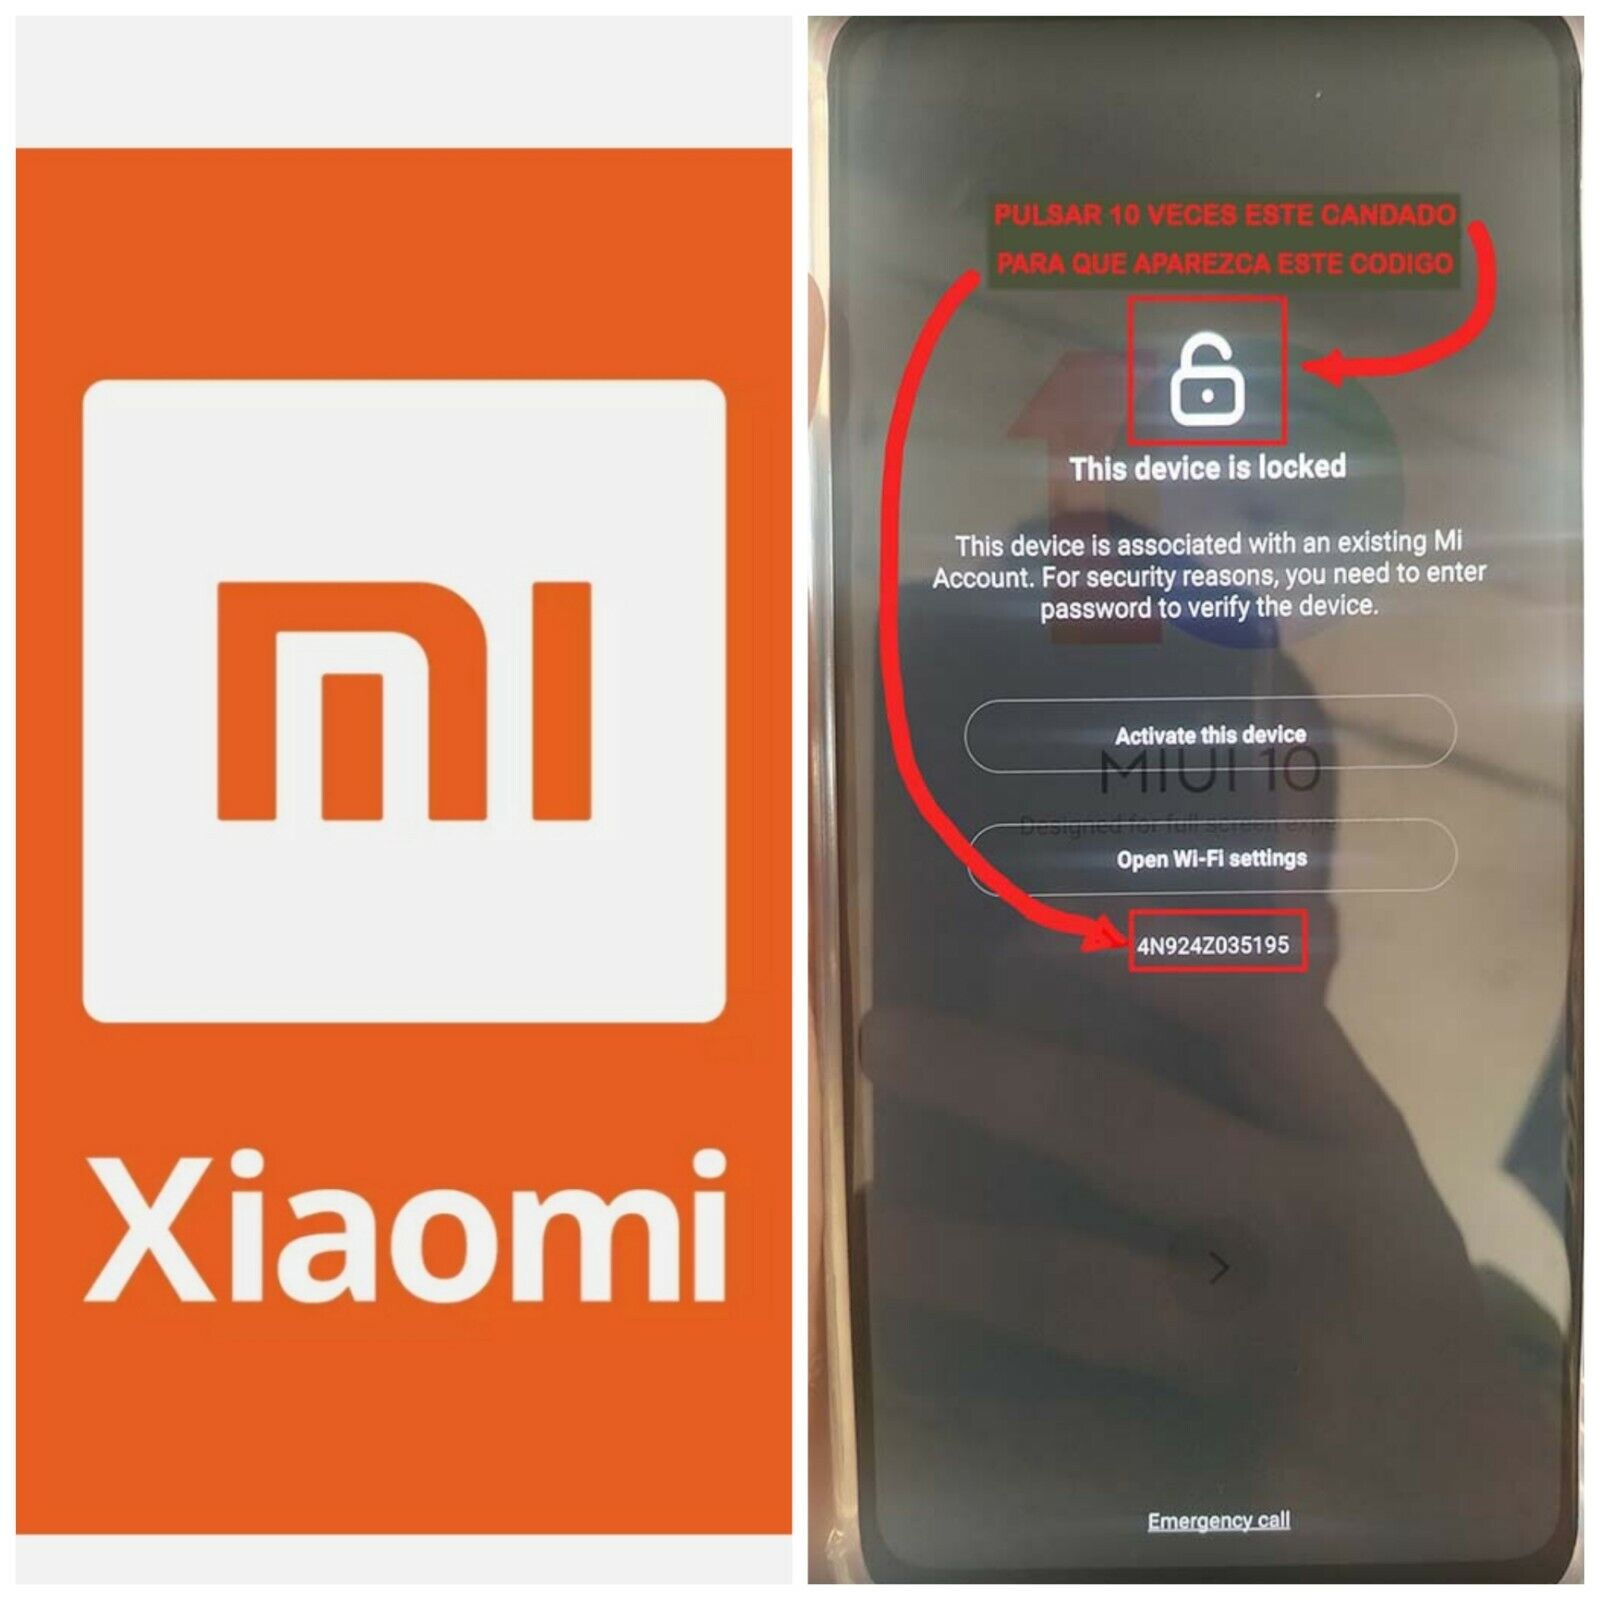 mi
Xiaomi
PULSAR 10 VECES ESTE CANDADO
PARA QUE APAREZCA ESTE CODIGO
This device is locked
This device is associated with an existing Mi
Account. For security reasons, you need to enter
password to verify the device.
Activate this device
MIUI 10
Designed for full screen
Open Wi-Fi settings
4N924Z035195
Emergency call